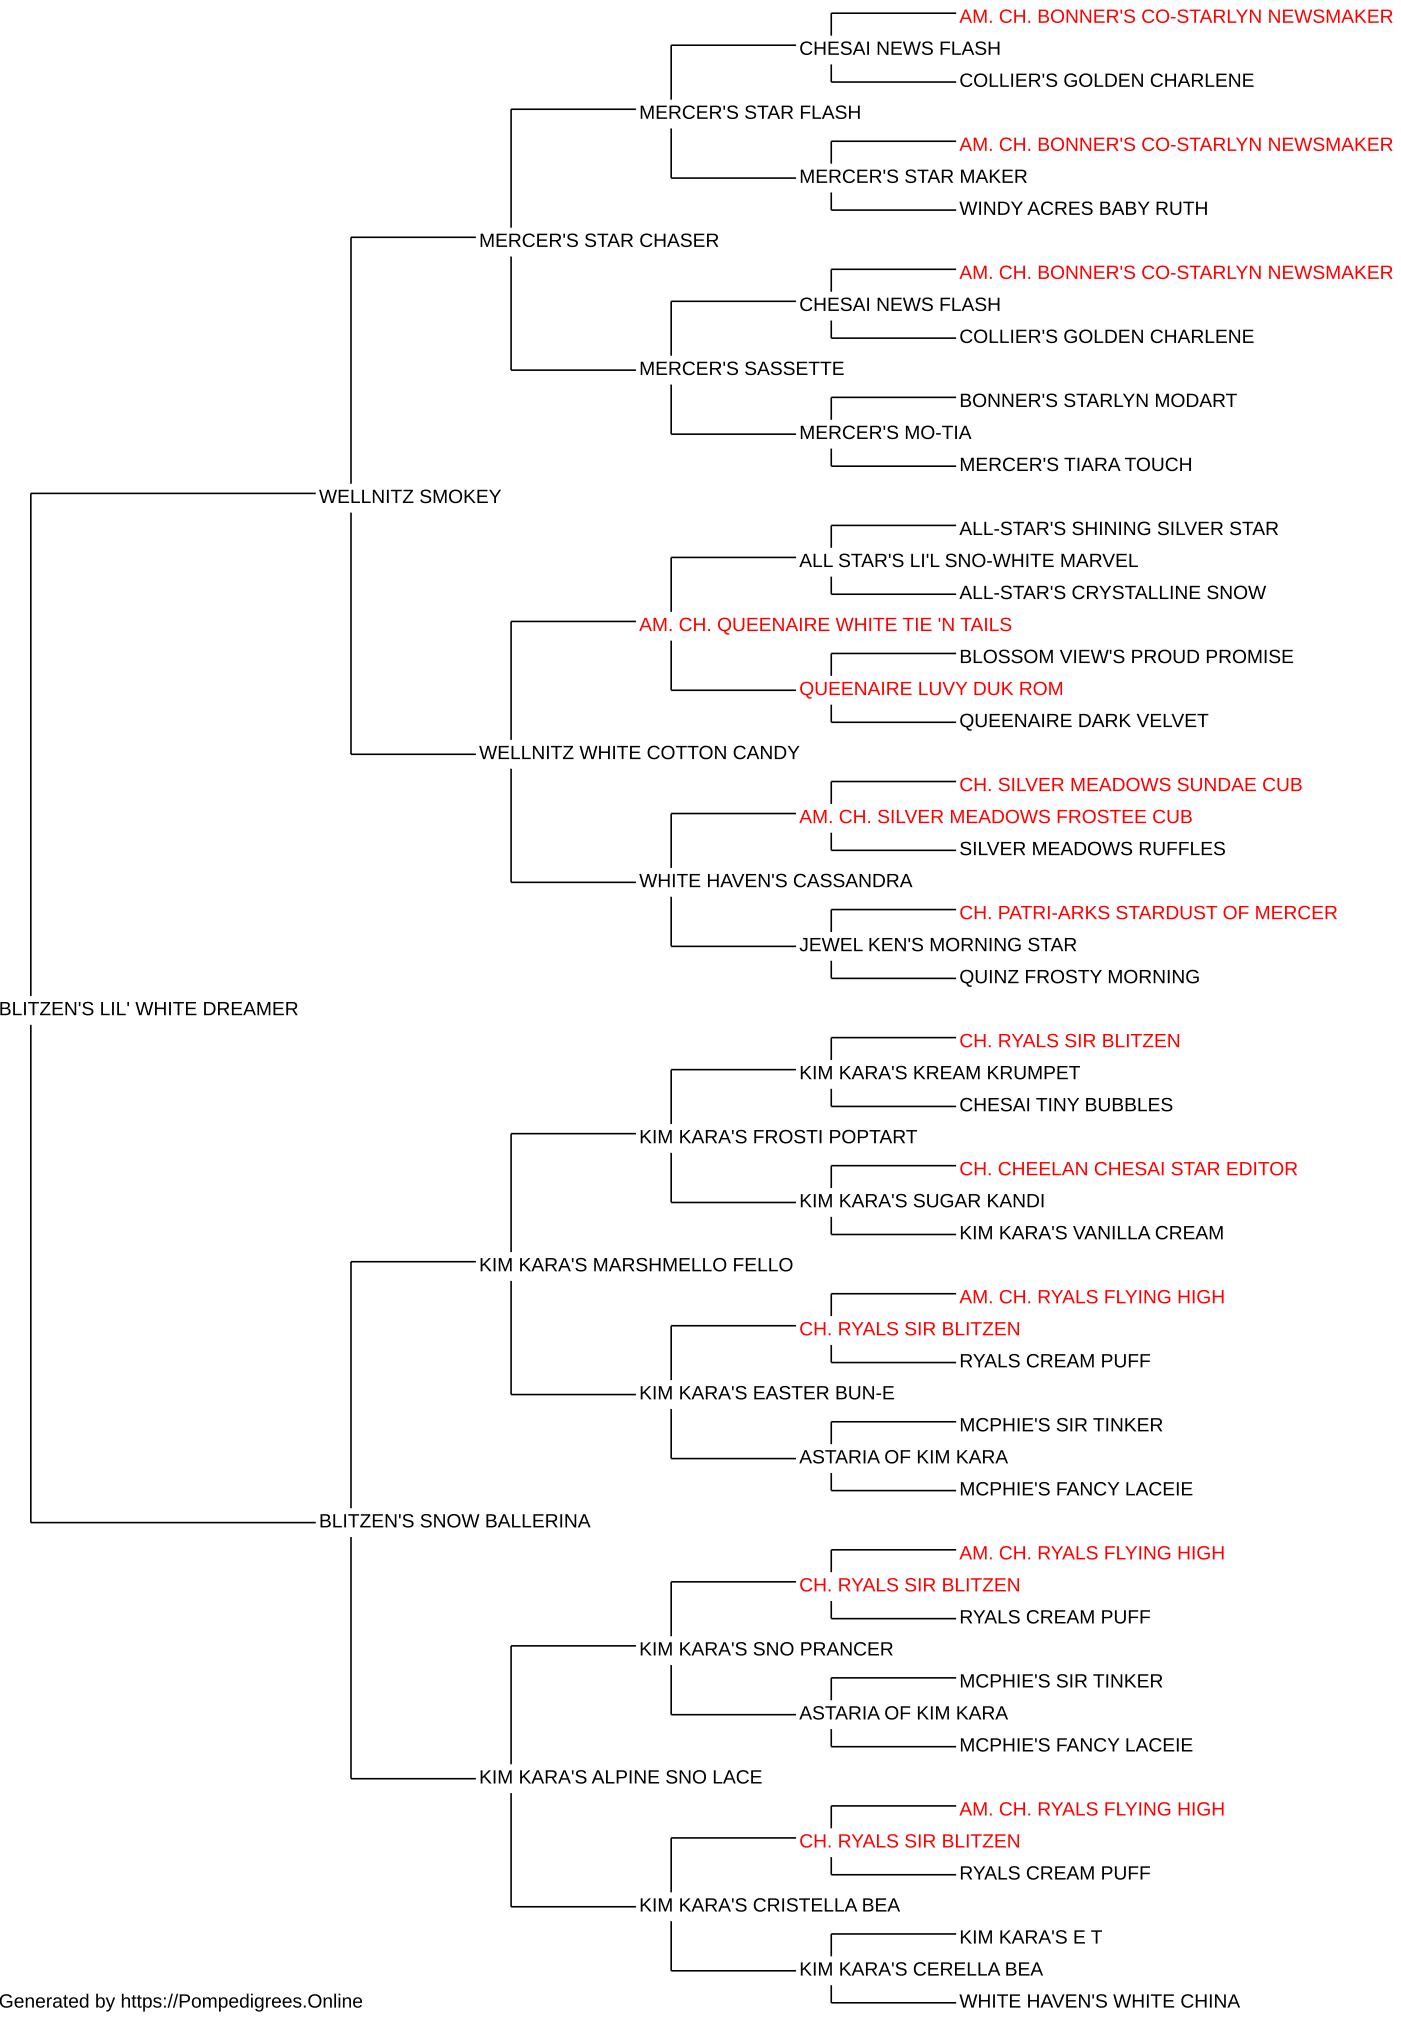 AM. CH. BONNER'S CO-STARLYN NEWSMAKER
CHESAI NEWS FLASH
COLLIER'S GOLDEN CHARLENE
MERCER'S STAR FLASH
AM. CH. BONNER'S CO-STARLYN NEWSMAKER
MERCER'S STAR MAKER
WINDY ACRES BABY RUTH
MERCER'S STAR CHASER
AM. CH. BONNER'S CO-STARLYN NEWSMAKER
CHESAI NEWS FLASH
COLLIER'S GOLDEN CHARLENE
MERCER'S SASSETTE
BONNER'S STARLYN MODART
MERCER'S MO-TIA
MERCER'S TIARA TOUCH
WELLNITZ SMOKEY
ALL-STAR'S SHINING SILVER STAR
ALL STAR'S LI'L SNO-WHITE MARVEL
ALL-STAR'S CRYSTALLINE SNOW
AM. CH. QUEENAIRE WHITE TIE 'N TAILS
BLOSSOM VIEW'S PROUD PROMISE
QUEENAIRE LUVY DUK ROM
QUEENAIRE DARK VELVET
WELLNITZ WHITE COTTON CANDY
CH. SILVER MEADOWS SUNDAE CUB
AM. CH. SILVER MEADOWS FROSTEE CUB
SILVER MEADOWS RUFFLES
WHITE HAVEN'S CASSANDRA
CH. PATRI-ARKS STARDUST OF MERCER
JEWEL KEN'S MORNING STAR
QUINZ FROSTY MORNING
BLITZEN'S LIL' WHITE DREAMER
CH. RYALS SIR BLITZEN
KIM KARA'S KREAM KRUMPET
CHESAI TINY BUBBLES
KIM KARA'S FROSTI POPTART
CH. CHEELAN CHESAI STAR EDITOR
KIM KARA'S SUGAR KANDI
KIM KARA'S VANILLA CREAM
KIM KARA'S MARSHMELLO FELLO
AM. CH. RYALS FLYING HIGH
CH. RYALS SIR BLITZEN
RYALS CREAM PUFF
KIM KARA'S EASTER BUN-E
MCPHIE'S SIR TINKER
ASTARIA OF KIM KARA
MCPHIE'S FANCY LACEIE
BLITZEN'S SNOW BALLERINA
AM. CH. RYALS FLYING HIGH
CH. RYALS SIR BLITZEN
RYALS CREAM PUFF
KIM KARA'S SNO PRANCER
MCPHIE'S SIR TINKER
ASTARIA OF KIM KARA
MCPHIE'S FANCY LACEIE
KIM KARA'S ALPINE SNO LACE
AM. CH. RYALS FLYING HIGH
CH. RYALS SIR BLITZEN
RYALS CREAM PUFF
KIM KARA'S CRISTELLA BEA
KIM KARA'S E T
KIM KARA'S CERELLA BEA
WHITE HAVEN'S WHITE CHINA
Generated by https://Pompedigrees.Online